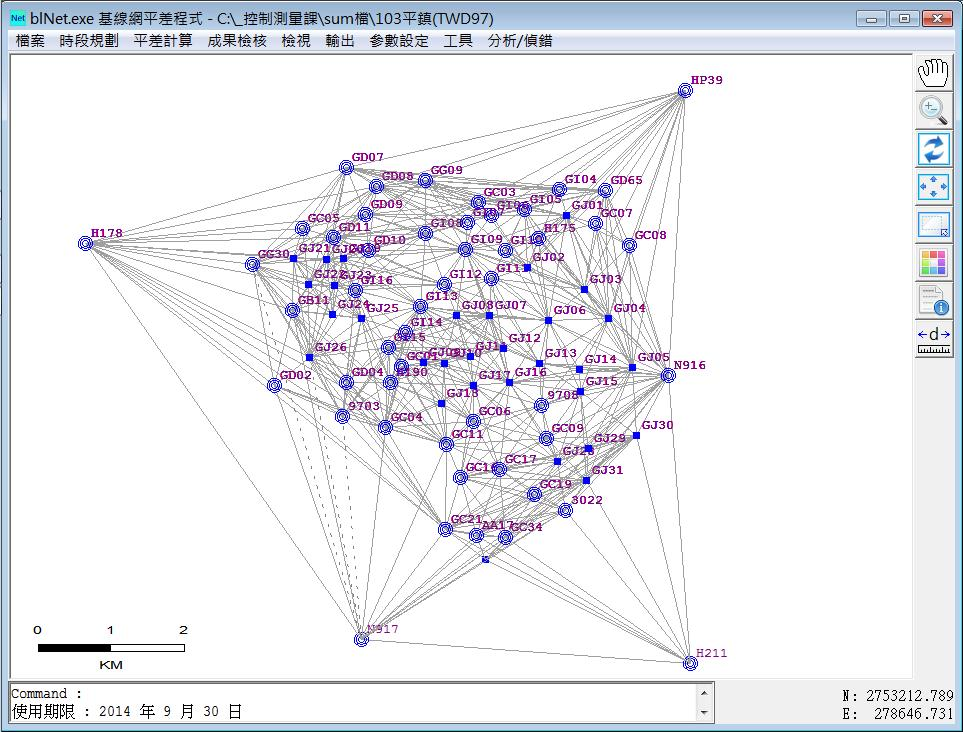 Net blNet.exe 基線網平差程式 - C:\_控制測量課\sum檔\103平鎮(TWD97)
檔案 時段規劃 平差計算 成果檢核 檢視 輸出 參數設定 工具 分析/偵錯
HP39
GD07
GD08 GG09 GI04 GD65
GC03
GD09 GI05 GJ01
GC05 GI08 GC07
H178 GD11 H175 GC08
GD10 GI09
GG30 GJ21 GJ02
GJ22 GJ23 GI12
GI16 GJ03
GB11 GJ24 GJ25 GI13 GJ08 GJ07 GJ06 GJ04
GI14
GJ12
GJ26 GC01 GJ13 GJ14 GJ05 N916
GD02 GD04 GJ17 GJ16 GJ15
9703 GJ18 9708
GC04 GC06
GC11 GC09 GJ29 GJ30
GC17 GJ31
GC19
3022
GC21 AA17 GC34
N917
H211
0 1 2
KM
d
Command :
使用期限 : 2014 年 9 月 30 日
N: 2753212.789
E: 278646.731